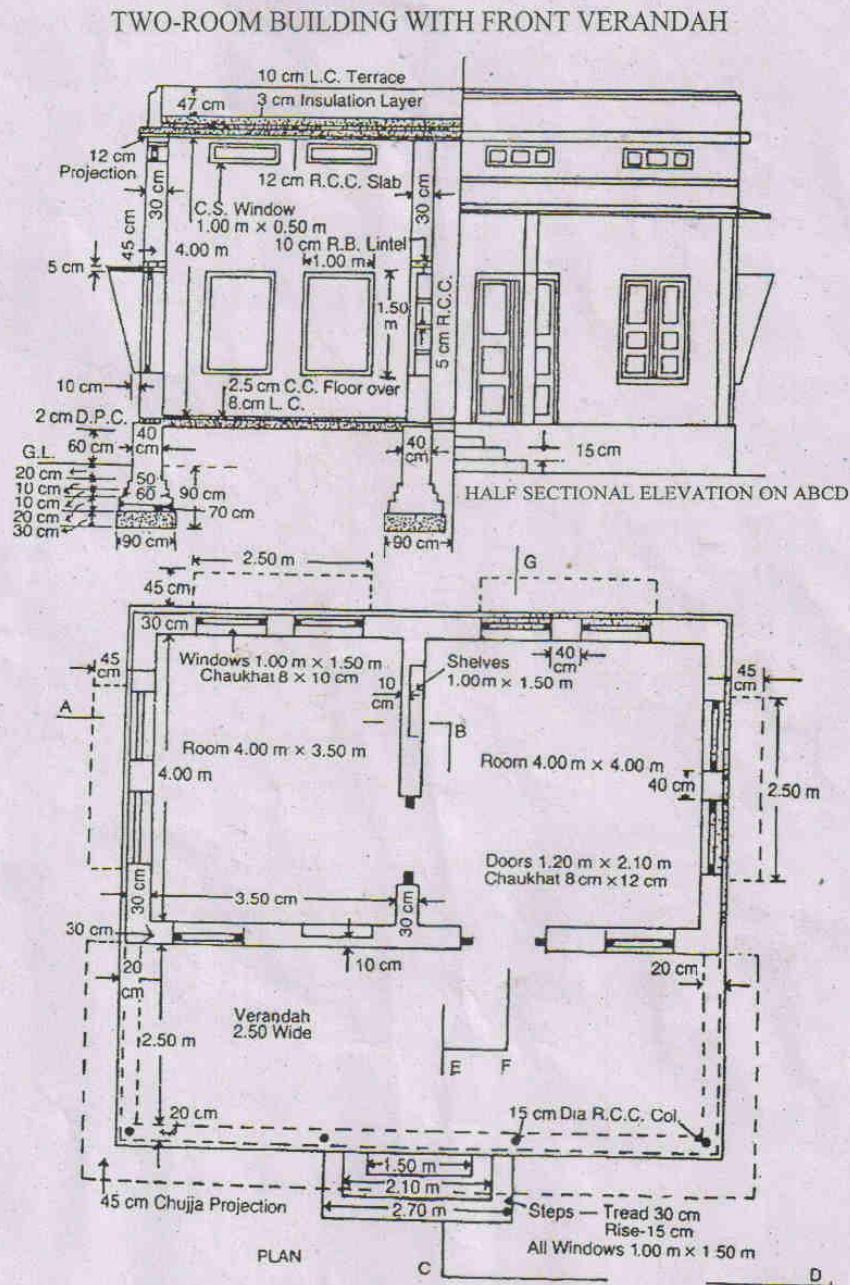 TWO-ROOM BUILDING WITH FRONT VERANDAH
10 cm L.C. Terrace
47 cm
3 cm Insulation Layer
12 cm
Projection
12 cm R.C.C. Slab
30 cm
30 cm
C.S. Window
1.00 m × 0.50 m
45 cm
4.00 m
10 cm R.B. Lintel
1.00 m
5 cm
1.50
m
5 cm R.C.C.
10 cm
2.5 cm C.C. Floor over
8 cm L. C.
2 cm D.P.C.
40
cm
40
cm
60 cm
G.L.
15 cm
20 cm
10 cm
10 cm
20 cm
30 cm
50
60
90 cm
70 cm
HALF SECTIONAL ELEVATION ON ABCD
90 cm
90 cm
2.50 m
G
45 cm
30 cm
Windows 1.00 m × 1.50 m
Chaukhat 8 × 10 cm
40
cm
Shelves
1.00 m × 1.50 m
45
cm
45
cm
10
cm
A
B
Room 4.00 m × 3.50 m
4.00 m
Room 4.00 m × 4.00 m
40 cm
2.50 m
Doors 1.20 m × 2.10 m
Chaukhat 8 cm × 12 cm
30 cm
3.50 cm
30 cm
30 cm
10 cm
20
cm
20 cm
Verandah
2.50 Wide
2.50 m
E
F
20 cm
15 cm Dia R.C.C. Col.
1.50 m
2.10 m
2.70 m
45 cm Chujja Projection
Steps — Tread 30 cm
Rise-15 cm
All Windows 1.00 m × 1 50 m
PLAN
C
D